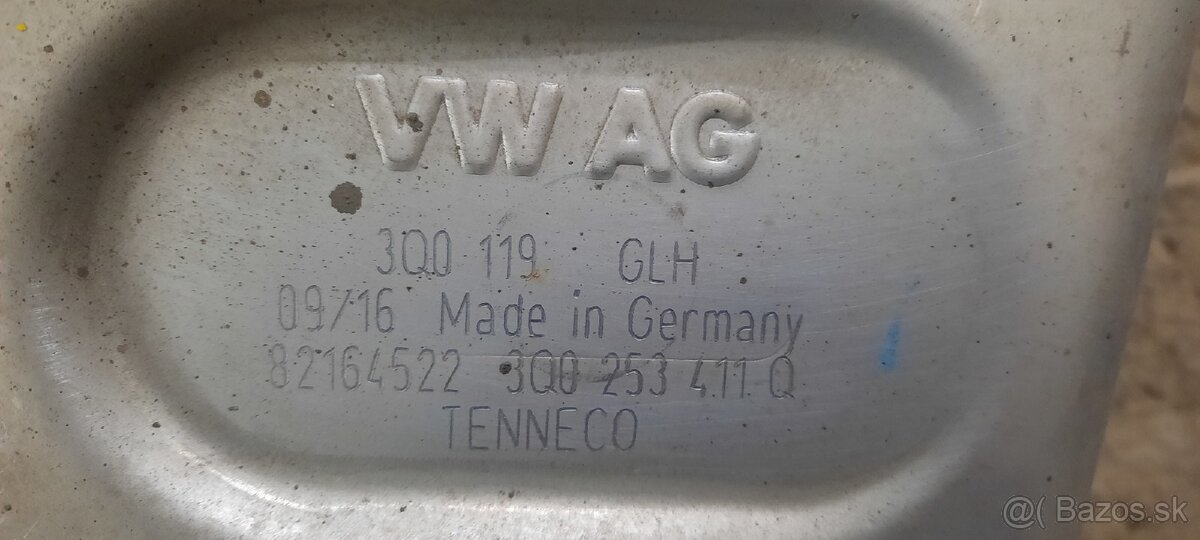 VW AG
3Q0 119 GLH
09/16 Made in Germany
82164522 3Q0 253 411 Q
TENNECO
@( Bazos.sk